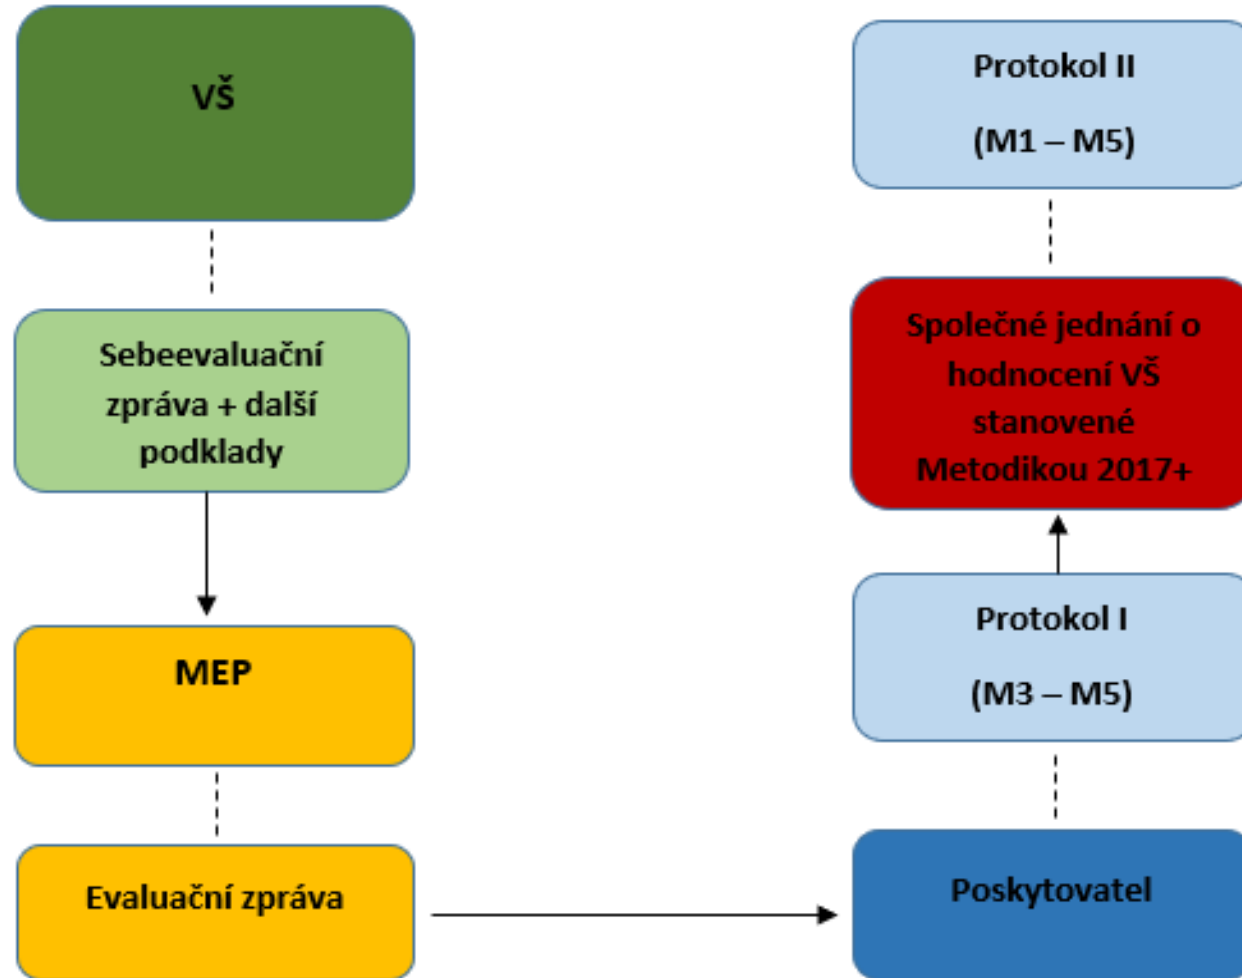 VŠ
Sebeevaluační
zpráva + další
podklady
MEP
Evaluační zpráva
Protokol II
(M1 – M5)
Společné jednání o
hodnocení VŠ
stanovené
Metodikou 2017+
Protokol I
(M3 – M5)
Poskytovatel